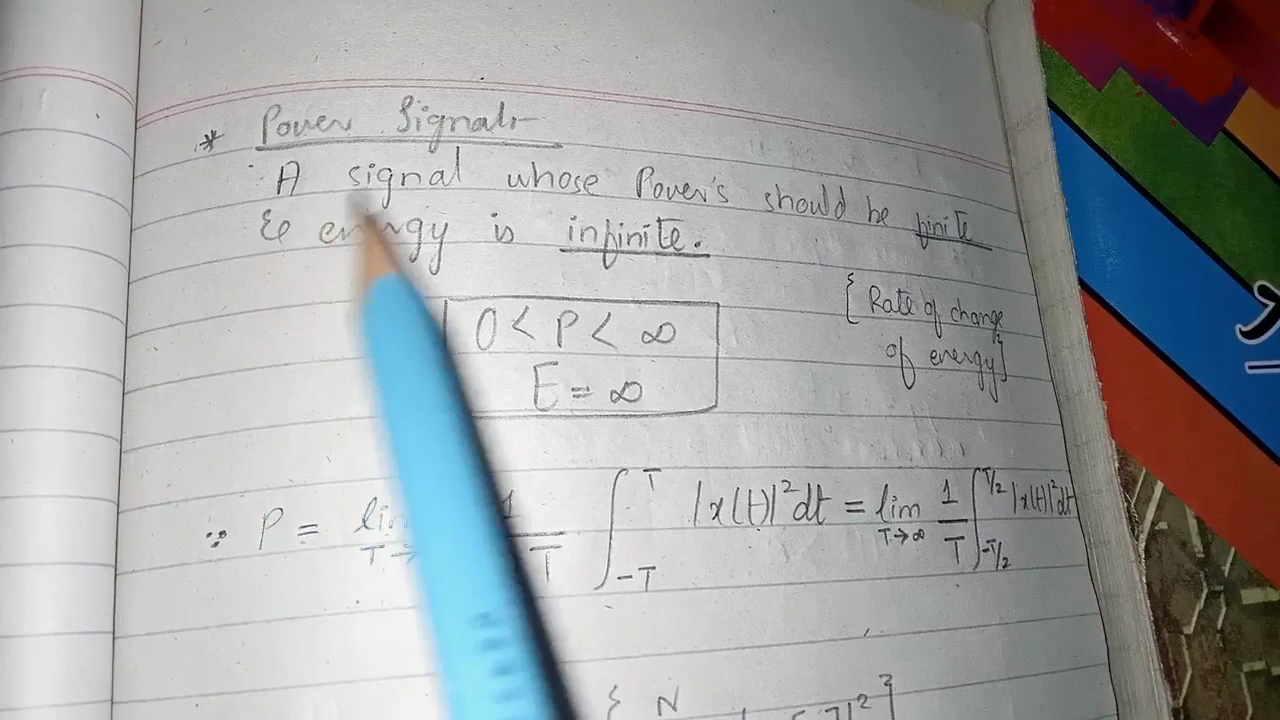 * Power Signal:-
A signal whose Power's should be finite
& energy is infinite.
0 < P < ∞
E = ∞
{ Rate of change
of energy}
∵ P = lim T→ 1 T ∫ T -T |x(t)|² dt = lim T→∞ 1/T ∫ T/2 -T/2 |x(t)|² dt
{ N